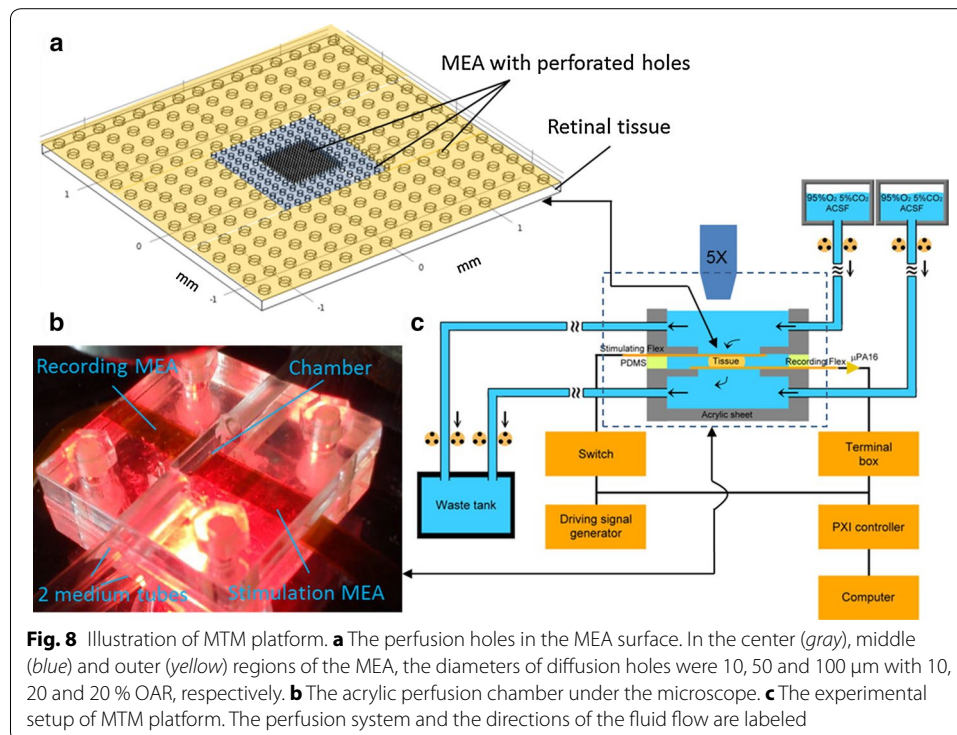 a
MEA with perforated holes
Retinal tissue
1
0
-1
mm
-1
0
1
mm
b
Recording MEA
Chamber
2 medium tubes
Stimulation MEA
c
95%O₂ 5%CO₂
ACSF
95%O₂ 5%CO₂
ACSF
5X
Stimulating Flex
PDMS
Tissue
Recording Flex
μPA16
Acrylic sheet
Switch
Terminal
box
Waste tank
Driving signal
generator
PXI controller
Computer
Fig. 8 Illustration of MTM platform. a The perfusion holes in the MEA surface. In the center (gray), middle
(blue) and outer (yellow) regions of the MEA, the diameters of diffusion holes were 10, 50 and 100 μm with 10,
20 and 20 % OAR, respectively. b The acrylic perfusion chamber under the microscope. c The experimental
setup of MTM platform. The perfusion system and the directions of the fluid flow are labeled